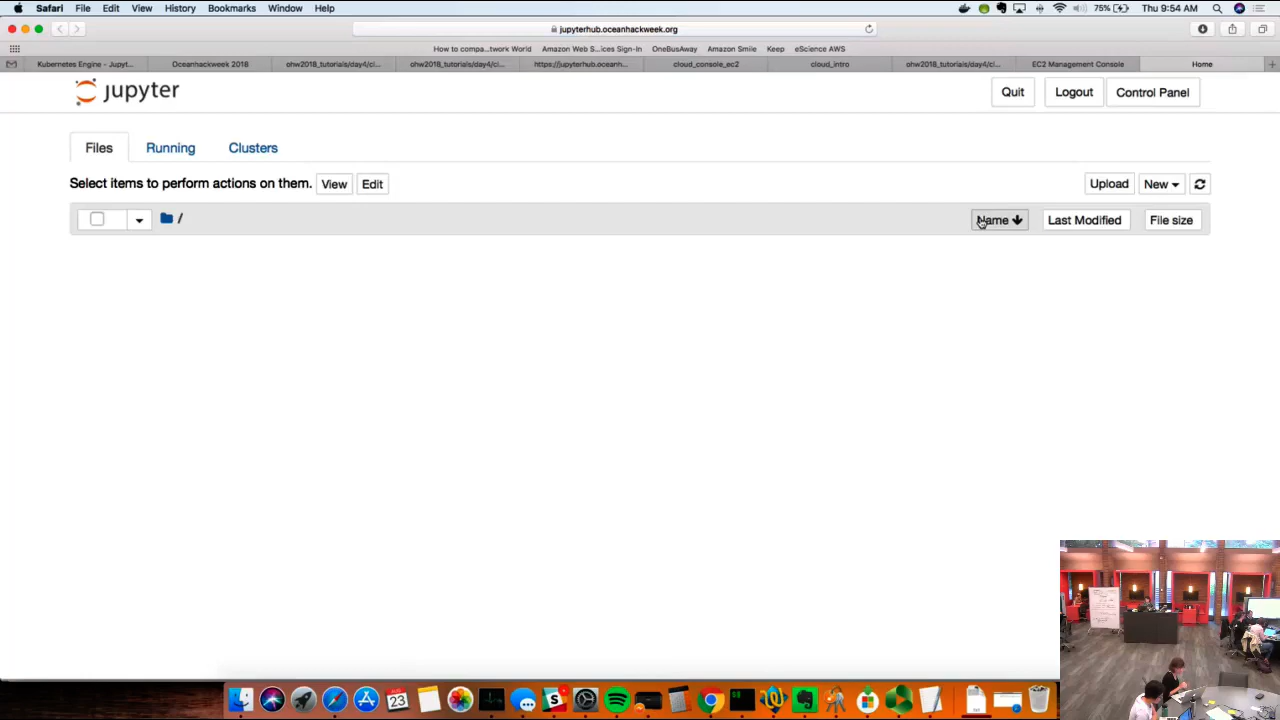 Safari File Edit View History Bookmarks Window Help 75% Thu 9:54 AM
jupyterhub.oceanhackweek.org
How to compa...twork World Amazon Web S...ices Sign-In OneBusAway Amazon Smile Keep eScience AWS
Kubernetes Engine - Jupyt... Oceanhackweek 2018 ohw2018_tutorials/day4/cl... ohw2018_tutorials/day4/cl... https://jupyterhub.oceanh... cloud_console_ec2 cloud_intro ohw2018_tutorials/day4/cl... EC2 Management Console Home
jupyter Quit Logout Control Panel
Files Running Clusters
Select items to perform actions on them. View Edit Upload New
/ Name Last Modified File size
23